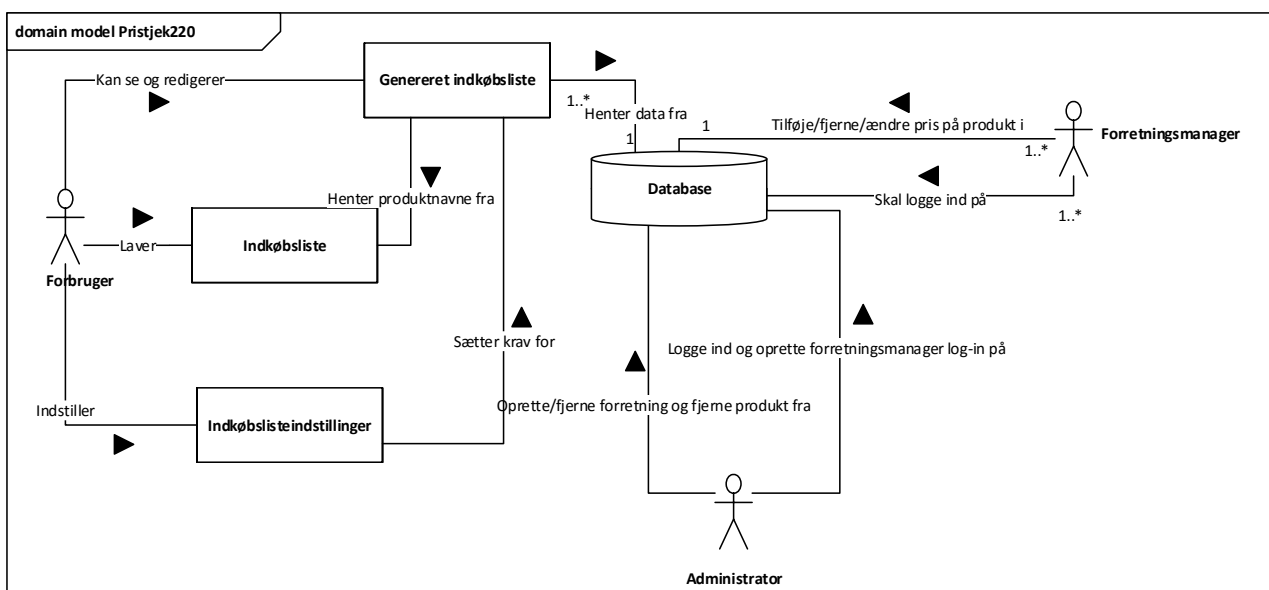 domain model Pristjek220
Kan se og redigerer
Genereret indkøbsliste
1..*
Henter data fra
1
1
Tilføje/fjerne/ændre pris på produkt i
1..*
Forretningsmanager
Database
Skal logge ind på
1..*
Henter produktnavne fra
Laver
Indkøbsliste
Forbruger
Sætter krav for
Logge ind og oprette forretningsmanager log-in på
Indstiller
Oprette/fjerne forretning og fjerne produkt fra
Indkøbslisteindstillinger
Administrator